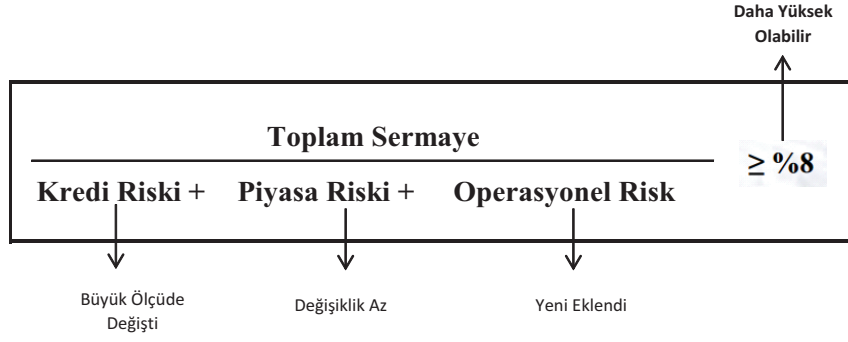 Daha Yüksek
Olabilir
Toplam Sermaye
≥ %8
Kredi Riski + Piyasa Riski + Operasyonel Risk
Büyük Ölçüde
Değişti
Değişiklik Az
Yeni Eklendi